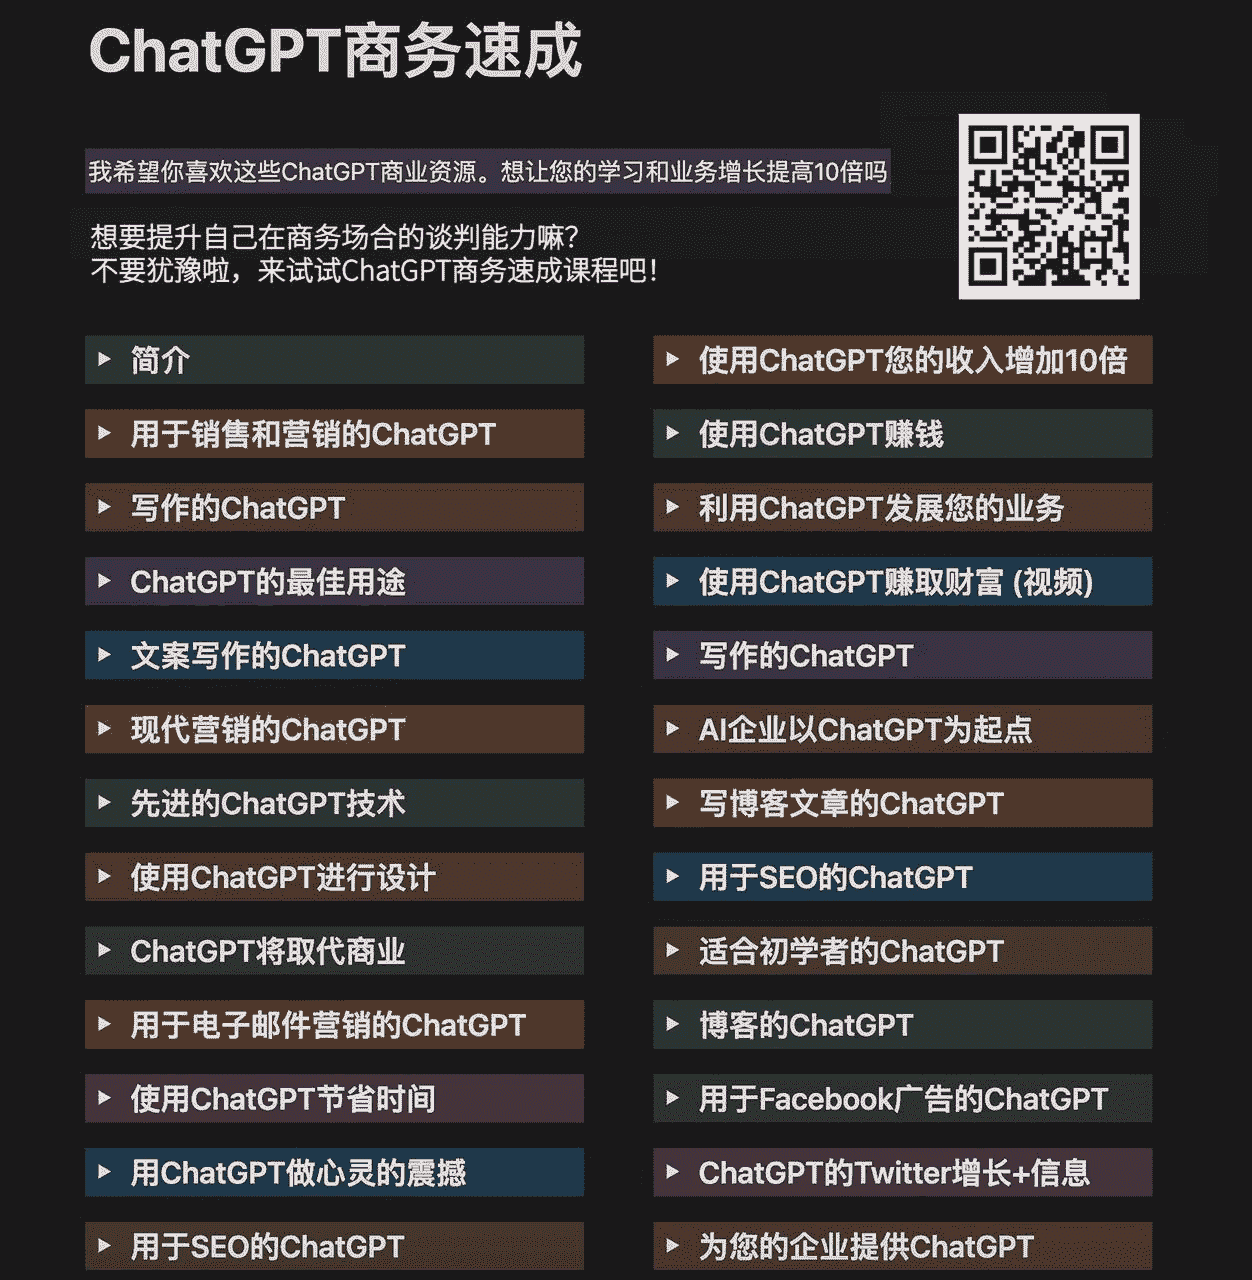 ChatGPT商务速成
我希望你喜欢这些ChatGPT商业资源。想让您的学习和业务增长提高10倍吗
想要提升自己在商务场合的谈判能力嘛?
不要犹豫啦，来试试ChatGPT商务速成课程吧!
简介
用于销售和营销的ChatGPT
写作的ChatGPT
ChatGPT的最佳用途
文案写作的ChatGPT
现代营销的ChatGPT
先进的ChatGPT技术
使用ChatGPT进行设计
ChatGPT将取代商业
用于电子邮件营销的ChatGPT
使用ChatGPT节省时间
用ChatGPT做心灵的震撼
用于SEO的ChatGPT
使用ChatGPT您的收入增加10倍
使用ChatGPT赚钱
利用ChatGPT发展您的业务
使用ChatGPT赚取财富 (视频)
写作的ChatGPT
AI企业以ChatGPT为起点
写博客文章的ChatGPT
用于SEO的ChatGPT
适合初学者的ChatGPT
博客的ChatGPT
用于Facebook广告的ChatGPT
ChatGPT的Twitter增长+信息
为您的企业提供ChatGPT